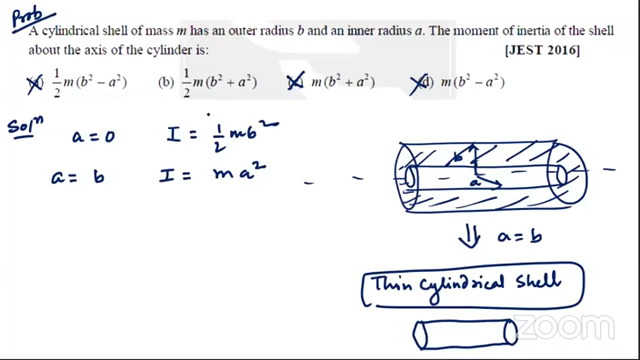 Prob
A cylindrical shell of mass m has an outer radius b and an inner radius a. The moment of inertia of the shell
about the axis of the cylinder is: [JEST 2016]
(a) 1/2 m(b² − a²) (b) 1/2 m(b² + a²) (c) m(b² + a²) (d) m(b² − a²)
Solⁿ
a = 0 I = 1/2 mb²
a = b I = ma²
b
a
⇓ a = b
Thin Cylindrical Shell
zoom